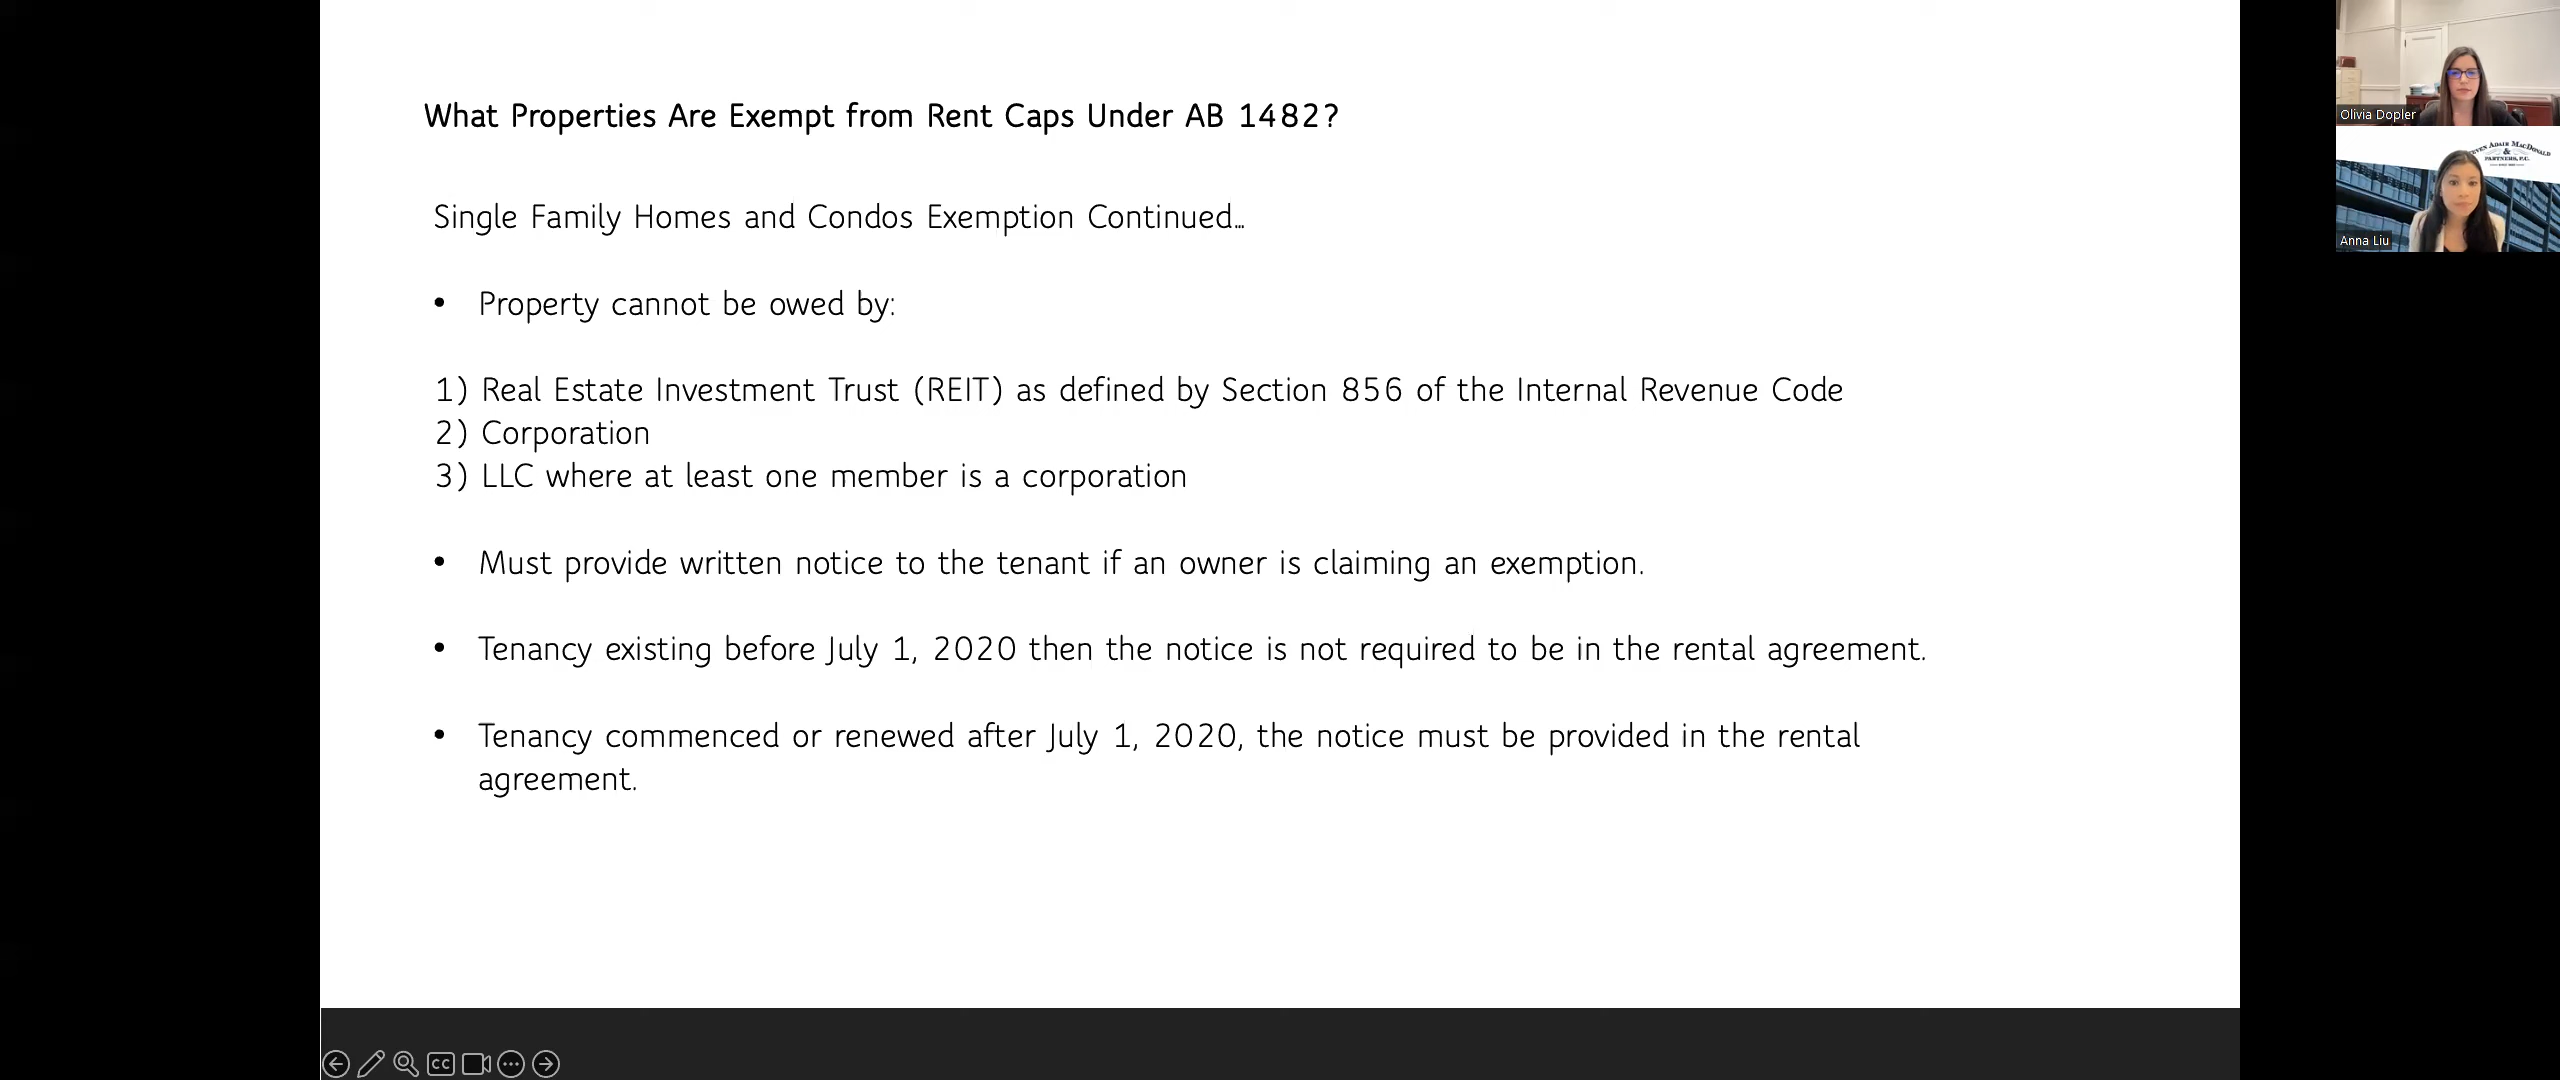 What Properties Are Exempt from Rent Caps Under AB 1482?
Single Family Homes and Condos Exemption Continued…
• Property cannot be owed by:
1) Real Estate Investment Trust (REIT) as defined by Section 856 of the Internal Revenue Code
2) Corporation
3) LLC where at least one member is a corporation
• Must provide written notice to the tenant if an owner is claiming an exemption.
• Tenancy existing before July 1, 2020 then the notice is not required to be in the rental agreement.
• Tenancy commenced or renewed after July 1, 2020, the notice must be provided in the rental
agreement.
CC
Olivia Dopler
Adair MacDonald
&
Partners, P.C.
Anna Liu